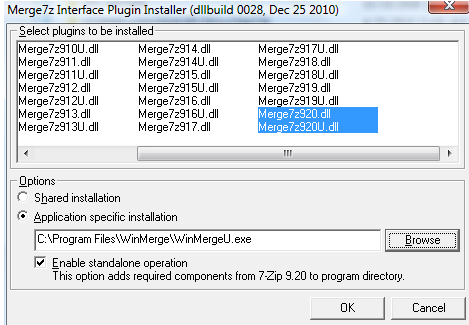 Merge7z Interface Plugin Installer (dllbuild 0028, Dec 25 2010)
Select plugins to be installed
Merge7z910U.dll Merge7z914.dll Merge7z917U.dll
Merge7z911.dll Merge7z914U.dll Merge7z918.dll
Merge7z911U.dll Merge7z915.dll Merge7z918U.dll
Merge7z912.dll Merge7z915U.dll Merge7z919.dll
Merge7z912U.dll Merge7z916.dll Merge7z919U.dll
Merge7z913.dll Merge7z916U.dll Merge7z920.dll
Merge7z913U.dll Merge7z917.dll Merge7z920U.dll
Options
Shared installation
Application specific installation
C:\Program Files\WinMerge\WinMergeU.exe Browse
Enable standalone operation
This option adds required components from 7-Zip 9.20 to program directory.
OK Cancel